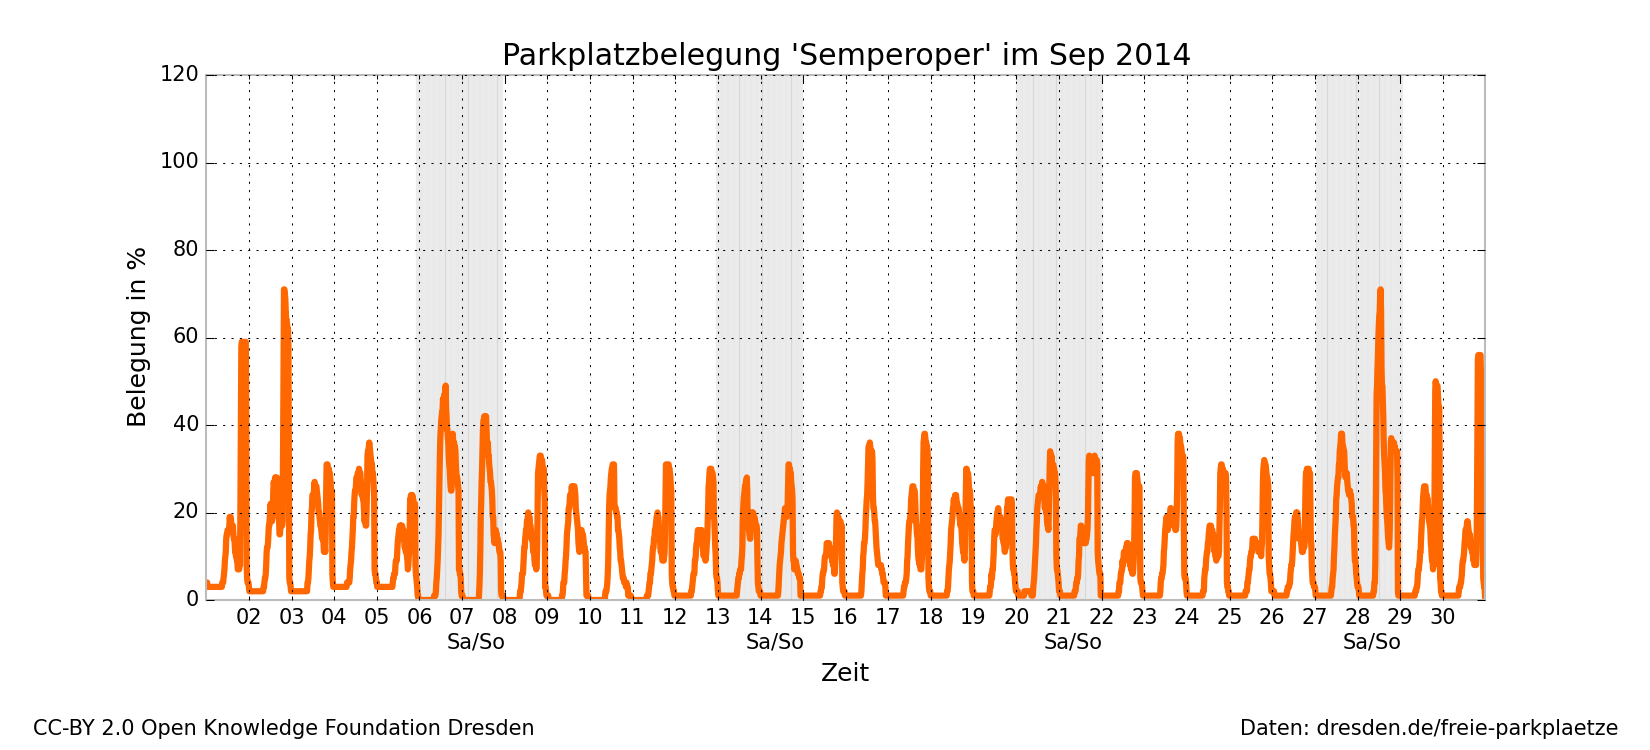 Parkplatzbelegung 'Semperoper' im Sep 2014
120
100
80
60
40
20
0
Belegung in %
02 03 04 05 06 07 08 09 10 11 12 13 14 15 16 17 18 19 20 21 22 23 24 25 26 27 28 29 30
Sa/So Sa/So Sa/So Sa/So
Zeit
CC-BY 2.0 Open Knowledge Foundation Dresden
Daten: dresden.de/freie-parkplaetze